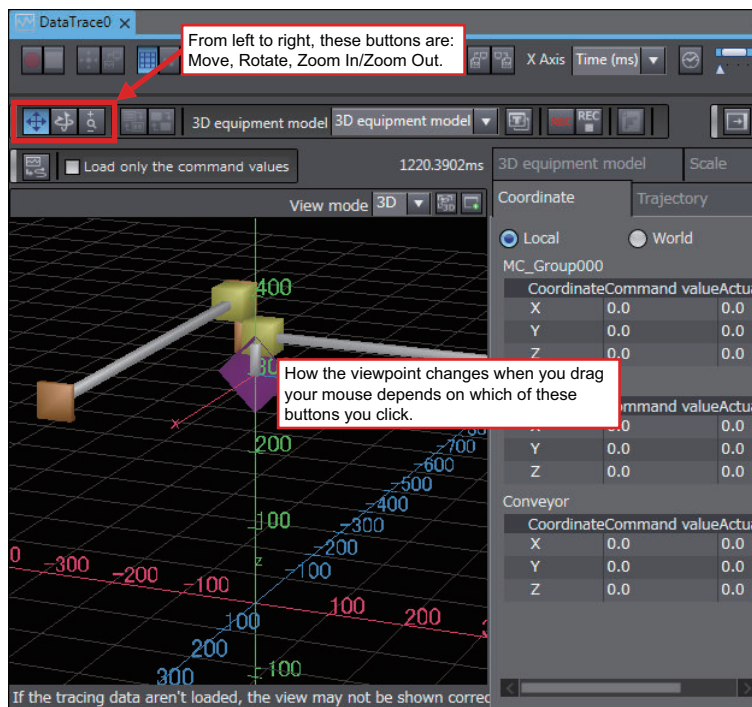 DataTrace0
From left to right, these buttons are:
Move, Rotate, Zoom In/Zoom Out.
X Axis Time (ms)
3D equipment model 3D equipment model
REC
Load only the command values
1220.3902ms
3D equipment model Scale
View mode 3D
Coordinate Trajectory
Local World
MC_Group000
Coordinate Command value Actua
X 0.0 0.0
Y 0.0 0.0
Z 0.0 0.0
400
How the viewpoint changes when you drag
your mouse depends on which of these
buttons you click.
x
mmand value Actua
X 0.0 0.0
Y 0.0 0.0
Z 0.0 0.0
200
-700
-600
-500
-400
-300
-200
-100
100
z
Conveyor
Coordinate Command value Actua
X 0.0 0.0
Y 0.0 0.0
Z 0.0 0.0
0 -300 -200 -100 100 200
100
200
300
-100
If the tracing data aren't loaded, the view may not be shown correc